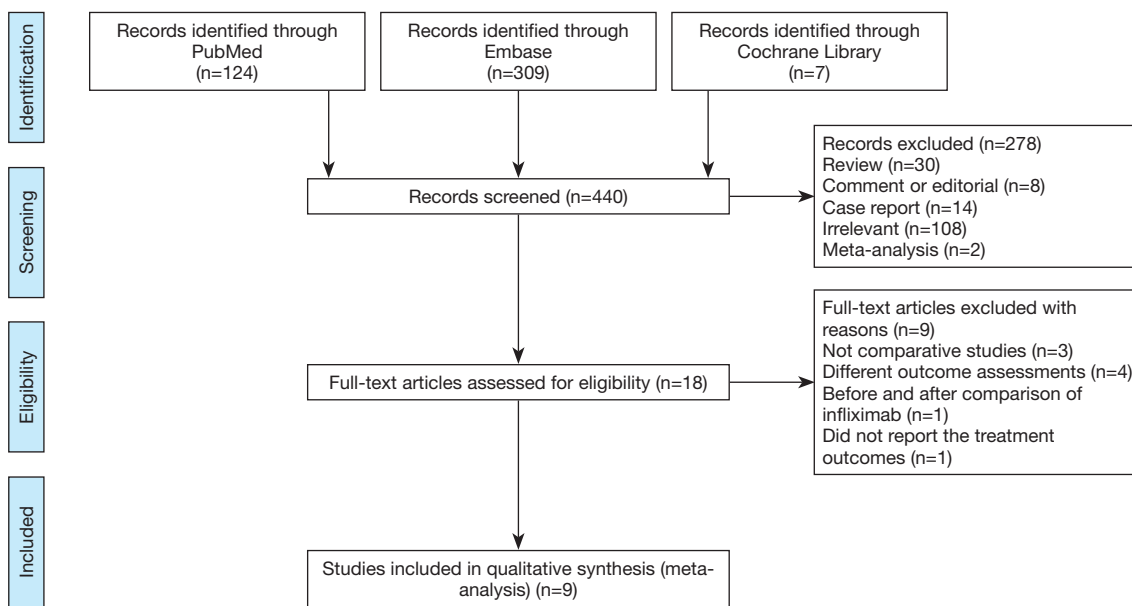 Identification
Records identified through
PubMed
(n=124)
Records identified through
Embase
(n=309)
Records identified through
Cochrane Library
(n=7)
Screening
Records screened (n=440)
Records excluded (n=278)
Review (n=30)
Comment or editorial (n=8)
Case report (n=14)
Irrelevant (n=108)
Meta-analysis (n=2)
Eligibility
Full-text articles assessed for eligibility (n=18)
Full-text articles excluded with
reasons (n=9)
Not comparative studies (n=3)
Different outcome assessments (n=4)
Before and after comparison of
infliximab (n=1)
Did not report the treatment
outcomes (n=1)
Included
Studies included in qualitative synthesis (meta-
analysis) (n=9)